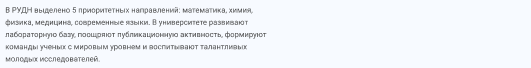 В РУДН выделено 5 приоритетных направлений: математика, химия,
физика, медицина, современные языки. В университете развивают
лабораторную базу, поощряют публикационную активность, формируют
команды ученых с мировым уровнем и воспитывают талантливых
молодых исследователей.